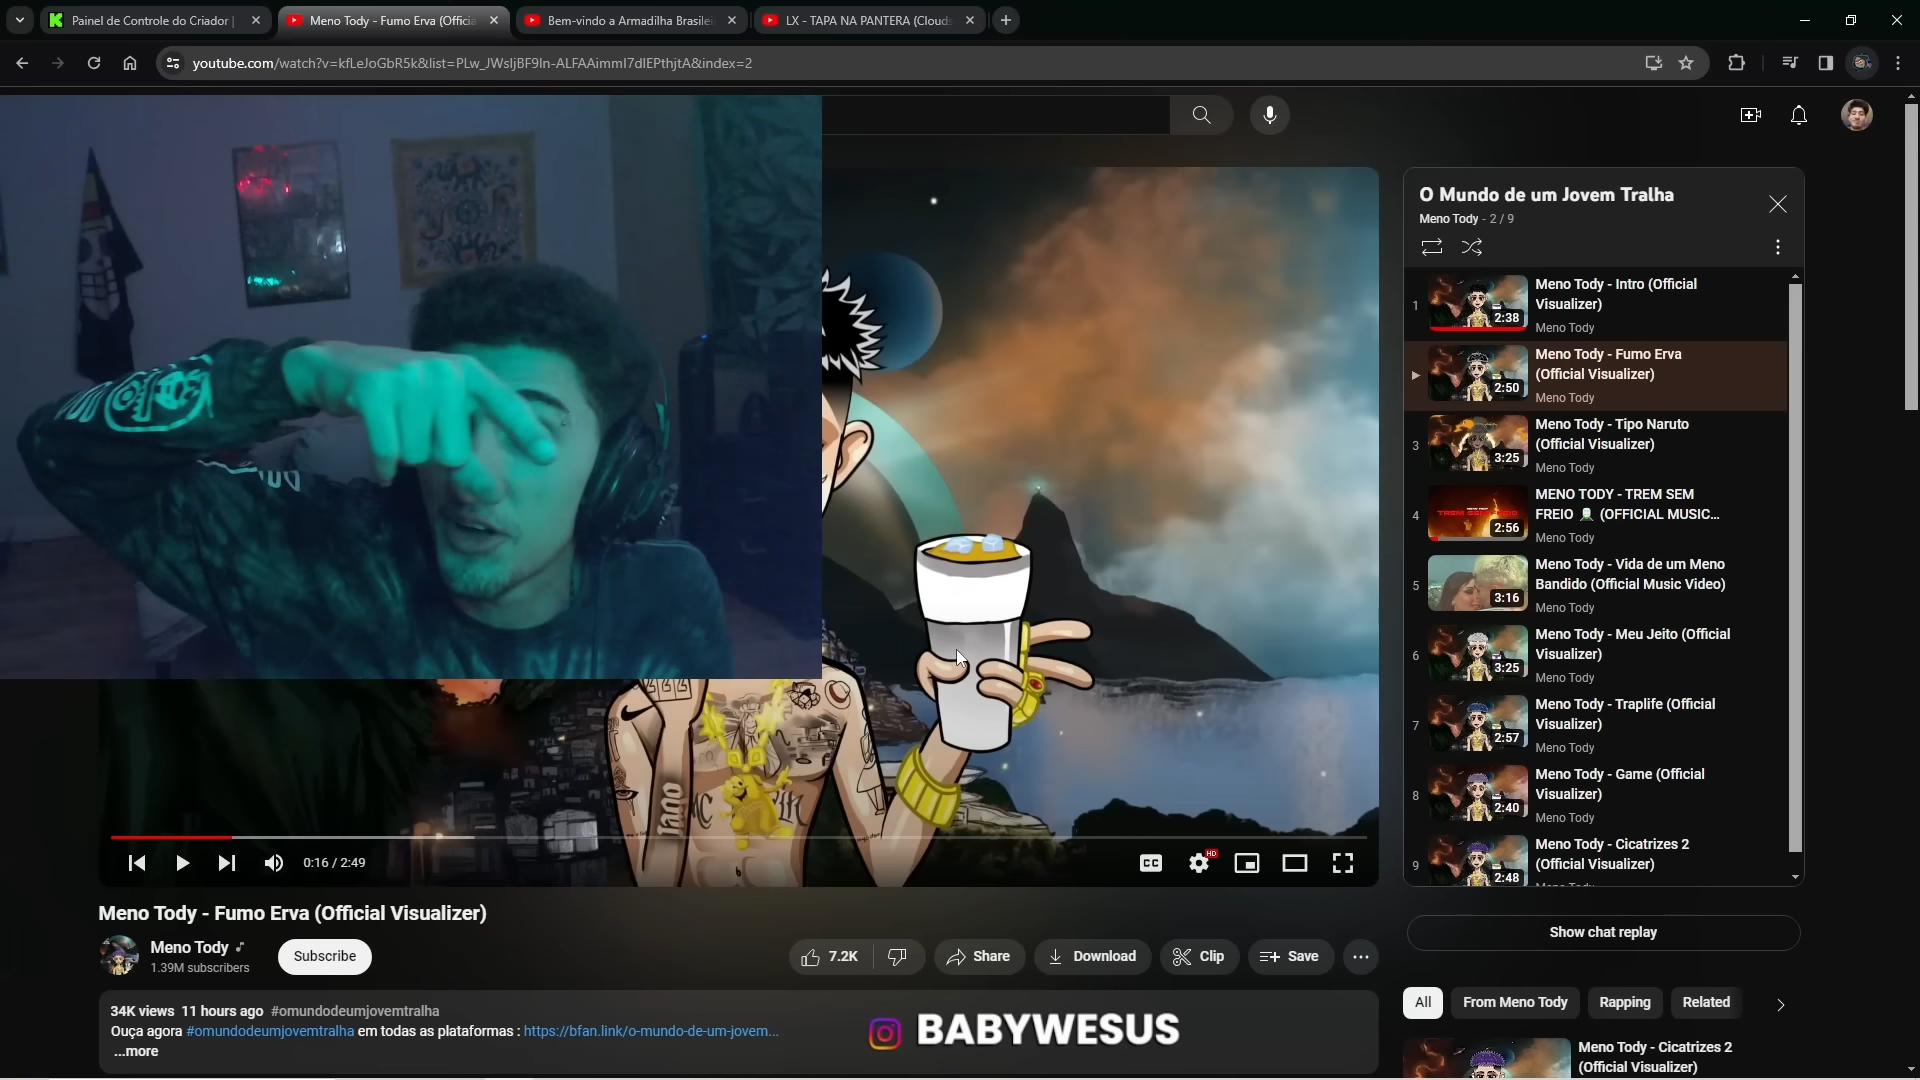 Painel de Controle do Criador |
Meno Tody - Fumo Erva (Officia
Bem-vindo a Armadilha Brasilei
LX - TAPA NA PANTERA (Clouds
youtube.com/watch?v=kfLeJoGbR5k&list=PLw_JWsIjBF9In-ALFAAimmI7dIEPthjtA&index=2
O Mundo de um Jovem Tralha
Meno Tody - 2 / 9
1
Meno Tody - Intro (Official
Visualizer)
2:38
Meno Tody
Meno Tody - Fumo Erva
(Official Visualizer)
2:50
Meno Tody
3
Meno Tody - Tipo Naruto
(Official Visualizer)
3:25
Meno Tody
4
MENO TODY - TREM SEM
FREIO (OFFICIAL MUSIC...
2:56
Meno Tody
5
Meno Tody - Vida de um Meno
Bandido (Official Music Video)
3:16
Meno Tody
6
Meno Tody - Meu Jeito (Official
Visualizer)
3:25
Meno Tody
7
Meno Tody - Traplife (Official
Visualizer)
2:57
Meno Tody
8
Meno Tody - Game (Official
Visualizer)
2:40
Meno Tody
9
Meno Tody - Cicatrizes 2
(Official Visualizer)
2:48
0:16 / 2:49
CC
HD
Meno Tody - Fumo Erva (Official Visualizer)
Meno Tody
1.39M subscribers
Subscribe
7.2K
Share
Download
Clip
Save
Show chat replay
34K views 11 hours ago #omundodeumjovemtralha
Ouça agora #omundodeumjovemtralha em todas as plataformas : https://bfan.link/o-mundo-de-um-jovem...
...more
BABYWESUS
All
From Meno Tody
Rapping
Related
Meno Tody - Cicatrizes 2
(Official Visualizer)